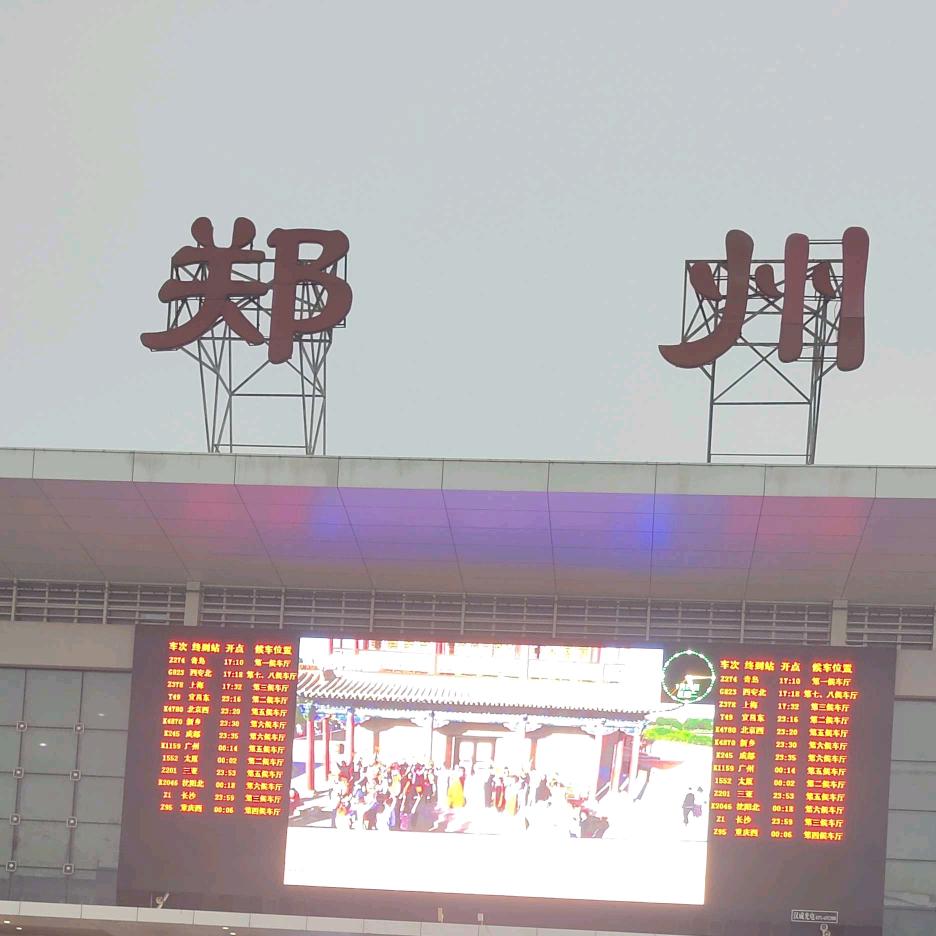 郑 州
车次 终到站 开点 候车位置
Z274 青岛 17:10 第一候车厅
G823 西安北 17:18 第七、八候车厅
Z378 上海 17:32 第三候车厅
T49 宜昌东 23:16 第二候车厅
K4780 北京西 23:20 第五候车厅
K4870 新乡 23:30 第六候车厅
K245 成都 23:35 第六候车厅
K1159 广州 00:14 第五候车厅
1552 太原 00:02 第二候车厅
Z201 三亚 23:53 第五候车厅
K2046 沈阳北 00:18 第六候车厅
Z1 长沙 23:59 第三候车厅
Z95 重庆西 00:06 第四候车厅
车次 终到站 开点 候车位置
Z274 青岛 17:10 第一候车厅
G823 西安北 17:18 第七、八候车厅
Z378 上海 17:32 第三候车厅
T49 宜昌东 23:16 第二候车厅
K4780 北京西 23:20 第五候车厅
K4870 新乡 23:30 第六候车厅
K245 成都 23:35 第六候车厅
K1159 广州 00:14 第五候车厅
1552 太原 00:02 第二候车厅
Z201 三亚 23:53 第五候车厅
K2046 沈阳北 00:18 第六候车厅
Z1 长沙 23:59 第三候车厅
Z95 重庆西 00:06 第四候车厅
汉威光电